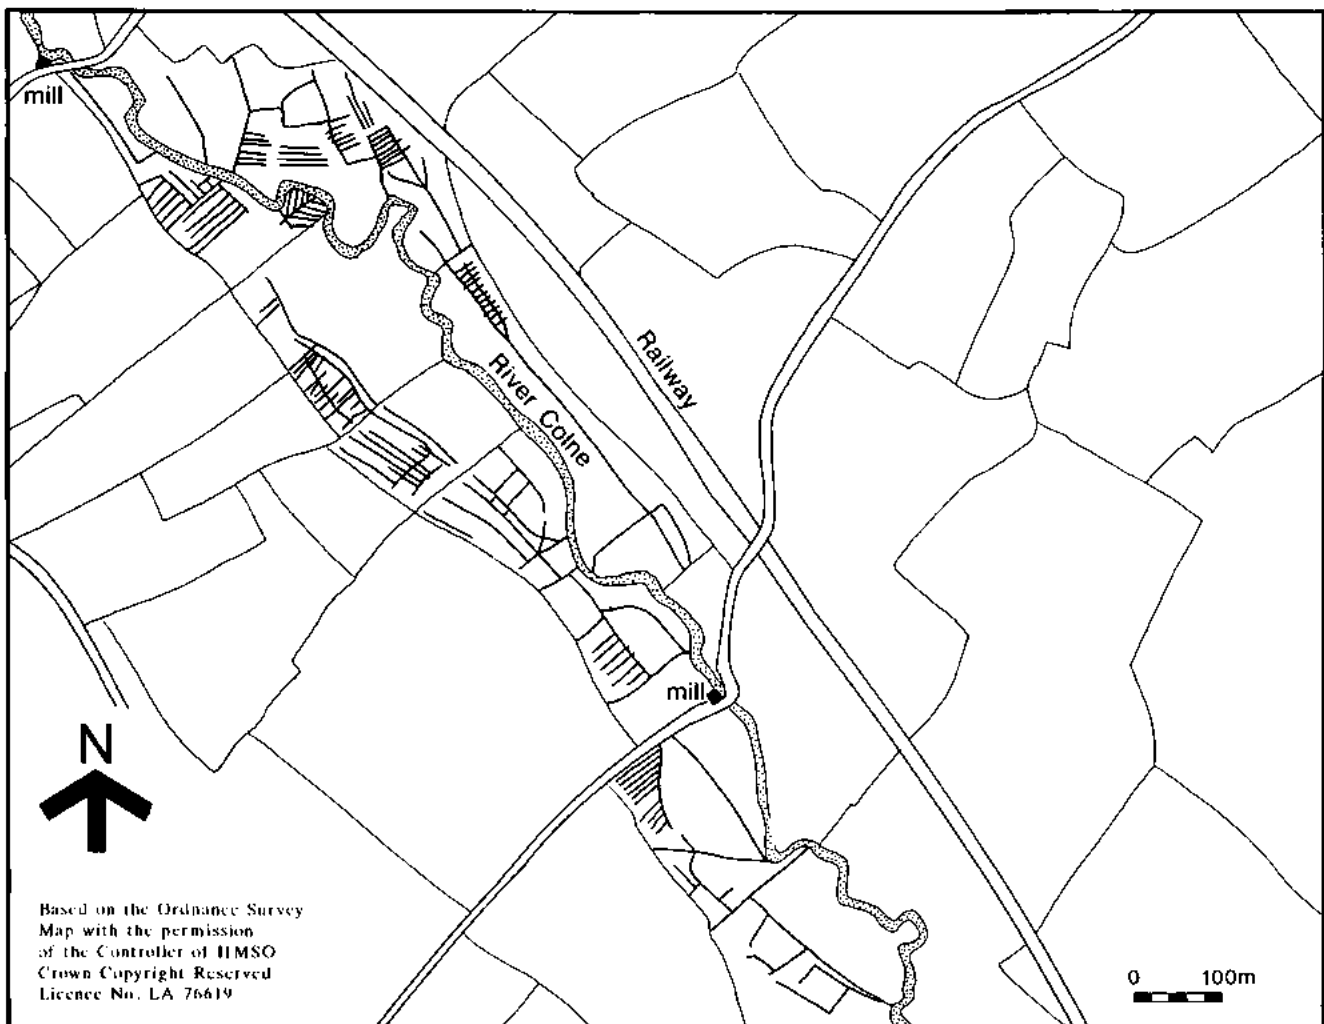 mill
Railway
River Colne
mill
N
Based on the Ordnance Survey
Map with the permission
of the Controller of HMSO
Crown Copyright Reserved
Licence No. LA 76619
0 100m